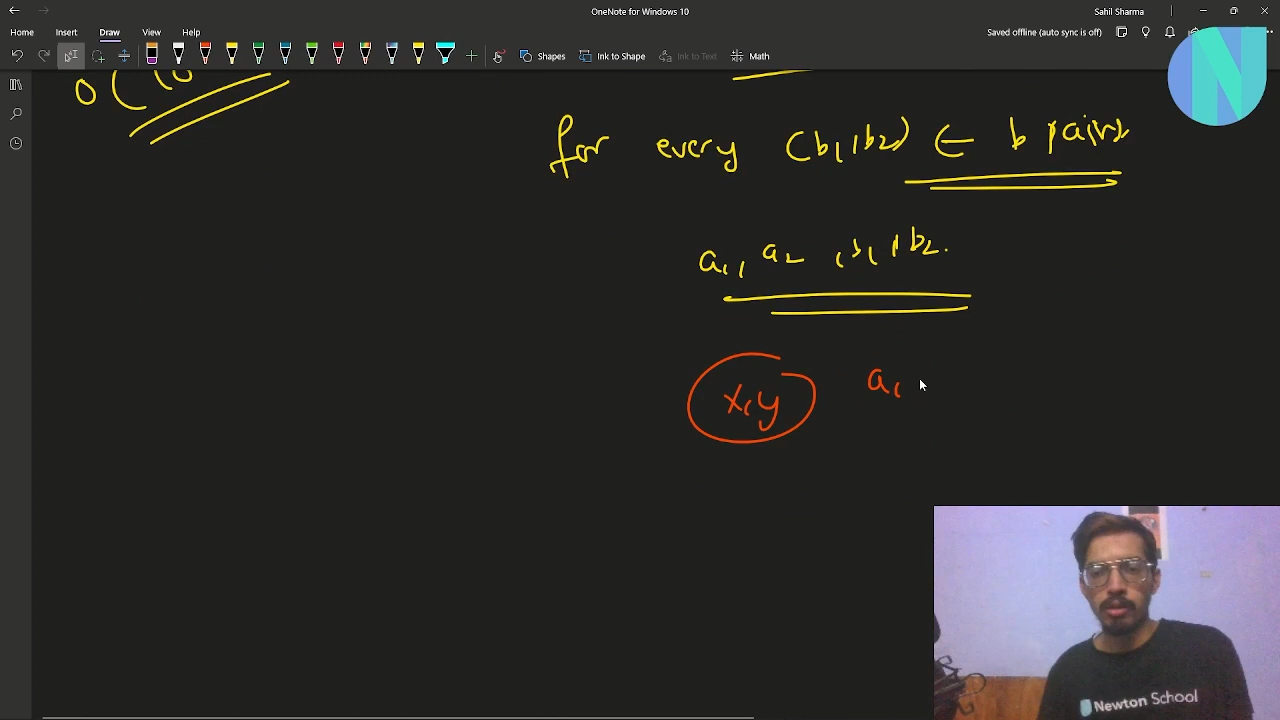 OneNote for Windows 10
Sahil Sharma
Home Insert Draw View Help
Saved offline (auto sync is off)
Shapes Ink to Shape Ink to Text Math
O(10
for every (b1,b2) ∈ b pairs
a1, a2, b1, b2.
x,y a1
Newton School